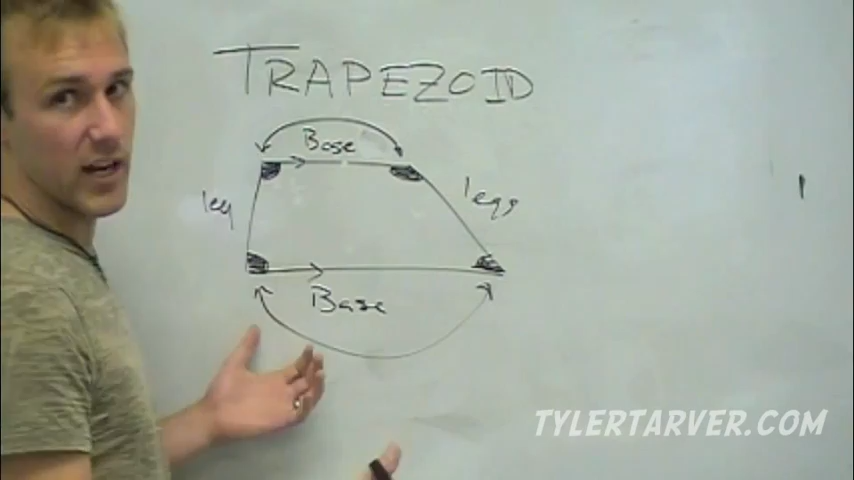 TRAPEZOID
Base
leg
legs
Base
TYLERTARVER.COM